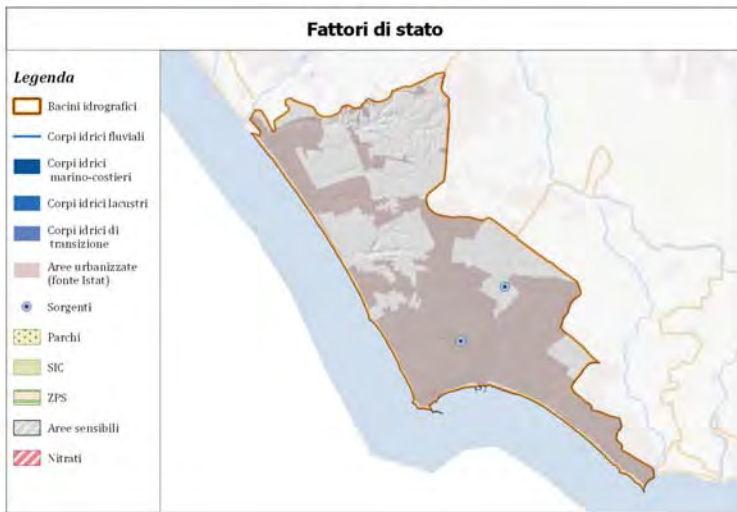 Fattori di stato
Legenda
Bacini idrografici
Corpi idrici fluviali
Corpi idrici
marino-costieri
Corpi idrici lacustri
Corpi idrici di
transizione
Aree urbanizzate
(fonte Istat)
Sorgenti
Parchi
SIC
ZPS
Aree sensibili
Nitrati